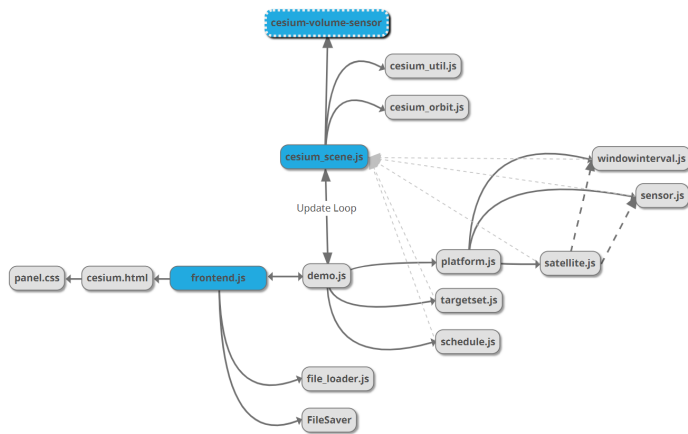 cesium-volume-sensor
cesium_util.js
cesium_orbit.js
cesium_scene.js
windowinterval.js
sensor.js
Update Loop
platform.js
satellite.js
panel.css
cesium.html
frontend.js
demo.js
targetset.js
schedule.js
file_loader.js
FileSaver